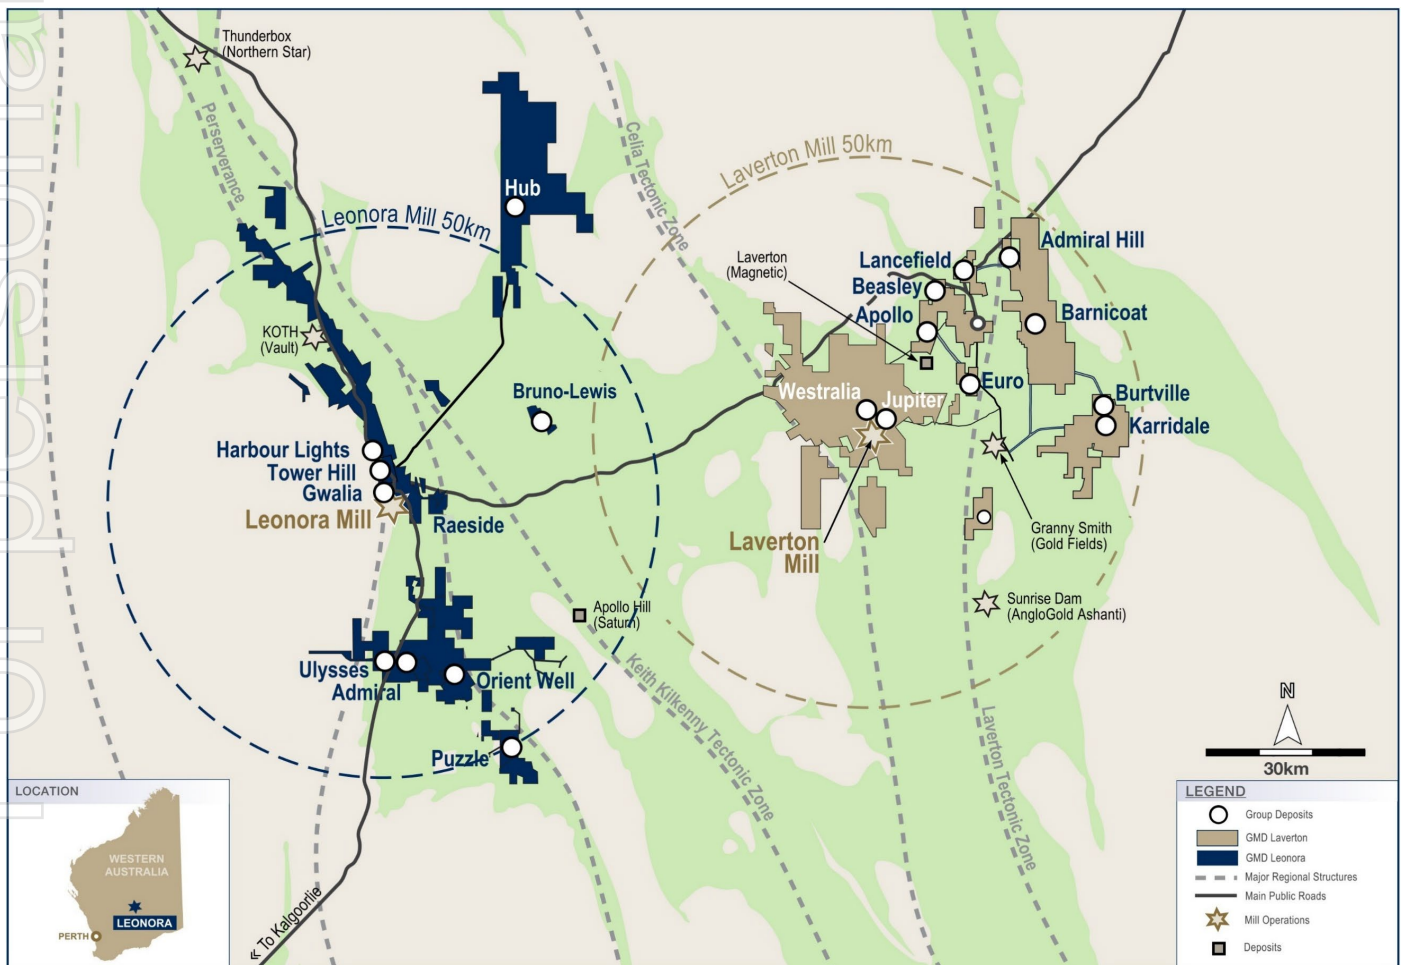 For personal
Thunderbox
(Northern Star)
Perserverance
Celia Tectonic Zone
Laverton Mill 50km
Hub
Leonora Mill 50km
Admiral Hill
Lancefield
Laverton
(Magnetic)
Beasley
Apollo
Barnicoat
KOTH
(Vault)
Bruno-Lewis
Westralia
Jupiter
Euro
Burtville
Karridale
Harbour Lights
Tower Hill
Gwalia
Leonora Mill
Raeside
Laverton
Mill
Granny Smith
(Gold Fields)
Apollo Hill
(Saturn)
Sunrise Dam
(AngloGold Ashanti)
Ulysses
Admiral
Orient Well
Keith Kilkenny Tectonic Zone
Laverton Tectonic Zone
Puzzle
N
30km
<< To Kalgoorlie
LOCATION
WESTERN
AUSTRALIA
LEONORA
PERTH
LEGEND
Group Deposits
GMD Laverton
GMD Leonora
Major Regional Structures
Main Public Roads
Mill Operations
Deposits